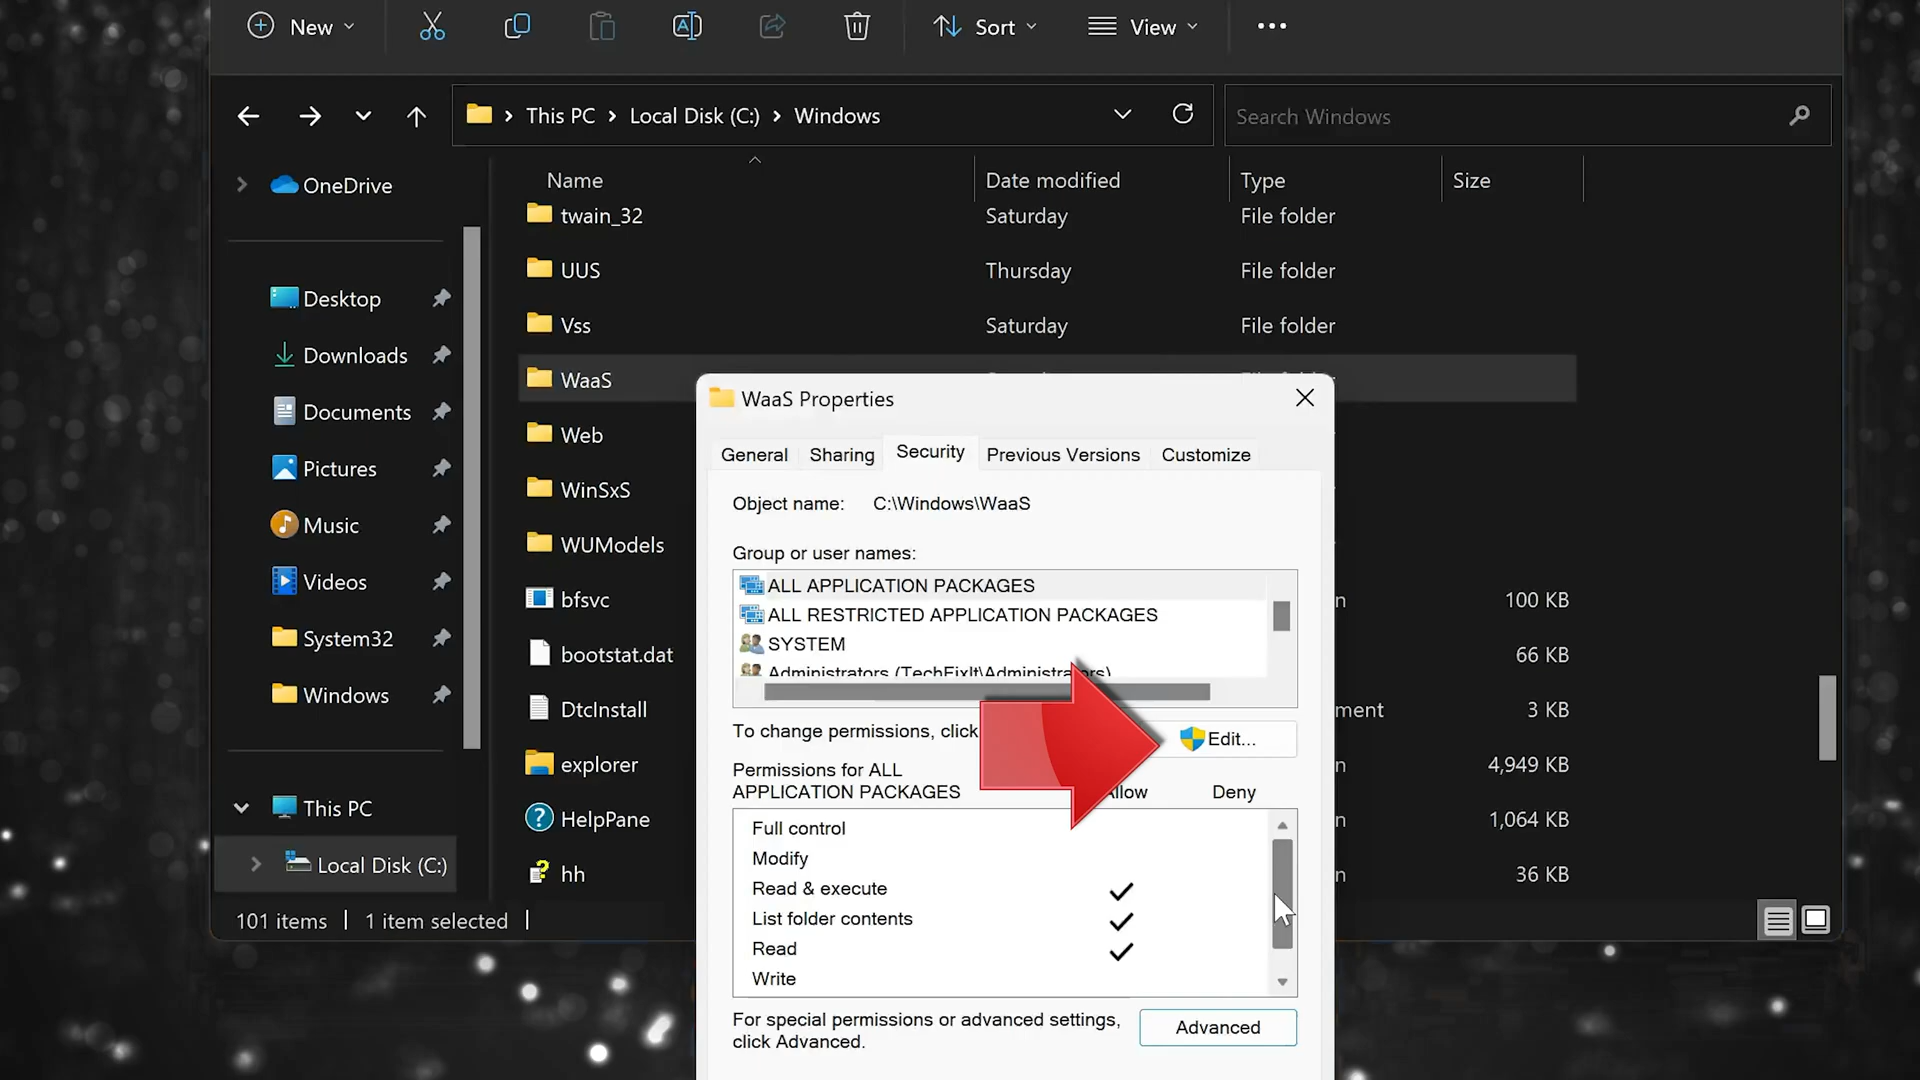 New
Sort
View
This PC > Local Disk (C:) > Windows
Search Windows
OneDrive
Desktop
Downloads
Documents
Pictures
Music
Videos
System32
Windows
This PC
Local Disk (C:)
Name Date modified Type Size
twain_32 Saturday File folder
UUS Thursday File folder
Vss Saturday File folder
WaaS
Web
WinSxS
WUModels
bfsvc 100 KB
bootstat.dat 66 KB
DtcInstall ment 3 KB
explorer n 4,949 KB
HelpPane n 1,064 KB
hh n 36 KB
101 items 1 item selected
WaaS Properties
General Sharing Security Previous Versions Customize
Object name: C:\Windows\WaaS
Group or user names:
ALL APPLICATION PACKAGES
ALL RESTRICTED APPLICATION PACKAGES
SYSTEM
Administrators (TechFixIt\Administrators)
To change permissions, click
Edit...
Permissions for ALL
APPLICATION PACKAGES Allow Deny
Full control
Modify
Read & execute
List folder contents
Read
Write
For special permissions or advanced settings,
click Advanced.
Advanced